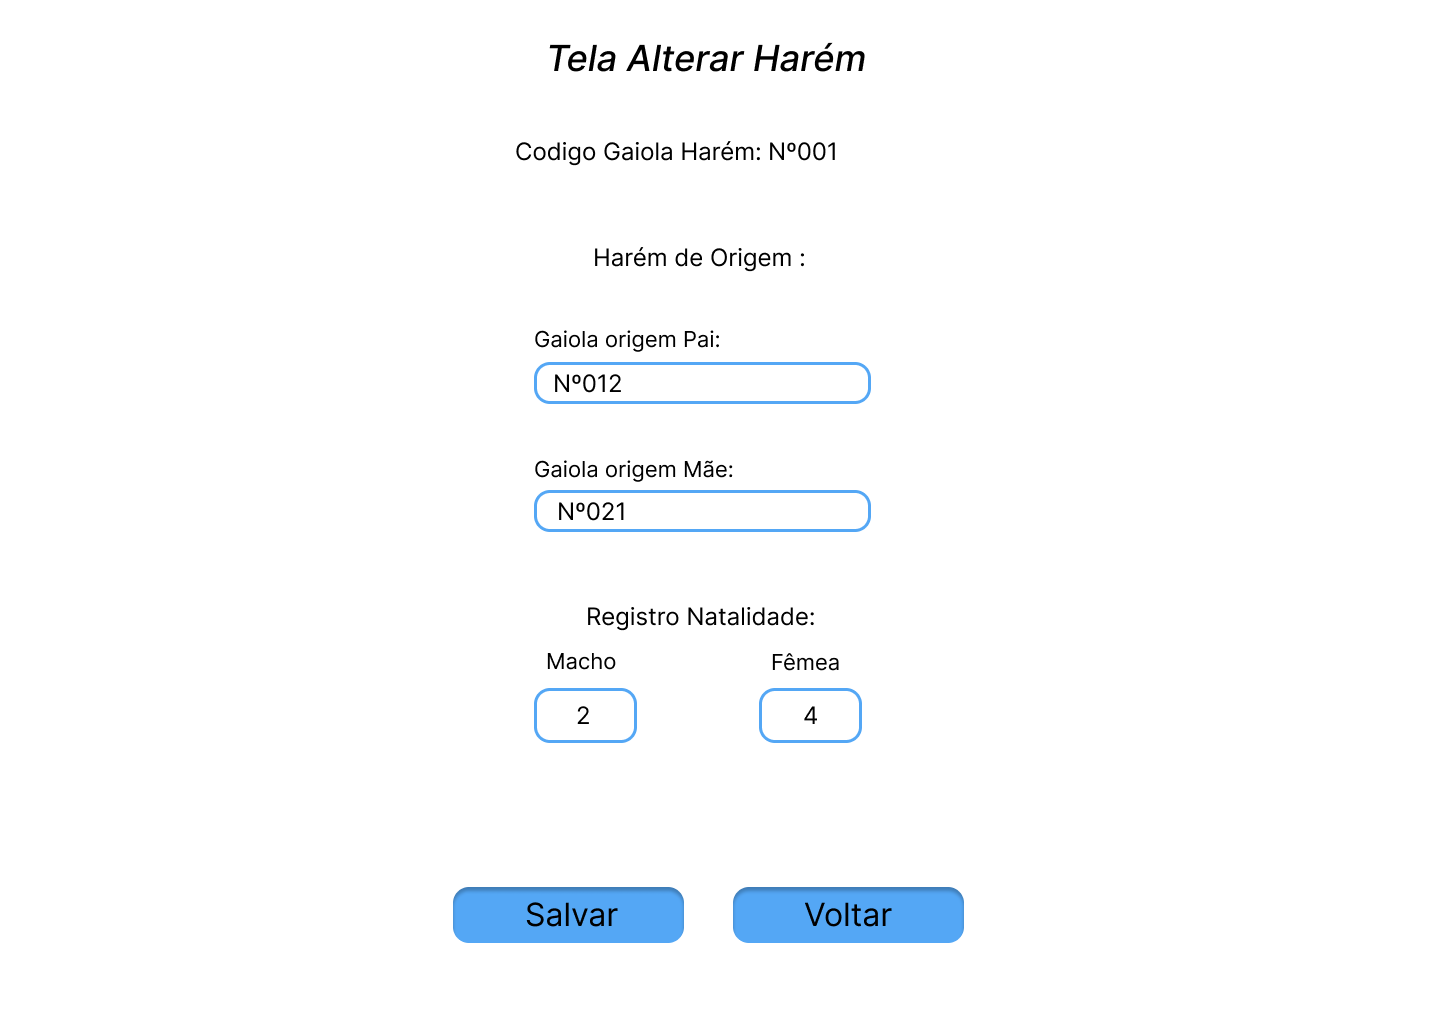 Tela Alterar Harém
Codigo Gaiola Harém: Nº001
Harém de Origem :
Gaiola origem Pai:
Nº012
Gaiola origem Mãe:
Nº021
Registro Natalidade:
Macho Fêmea
2 4
Salvar Voltar